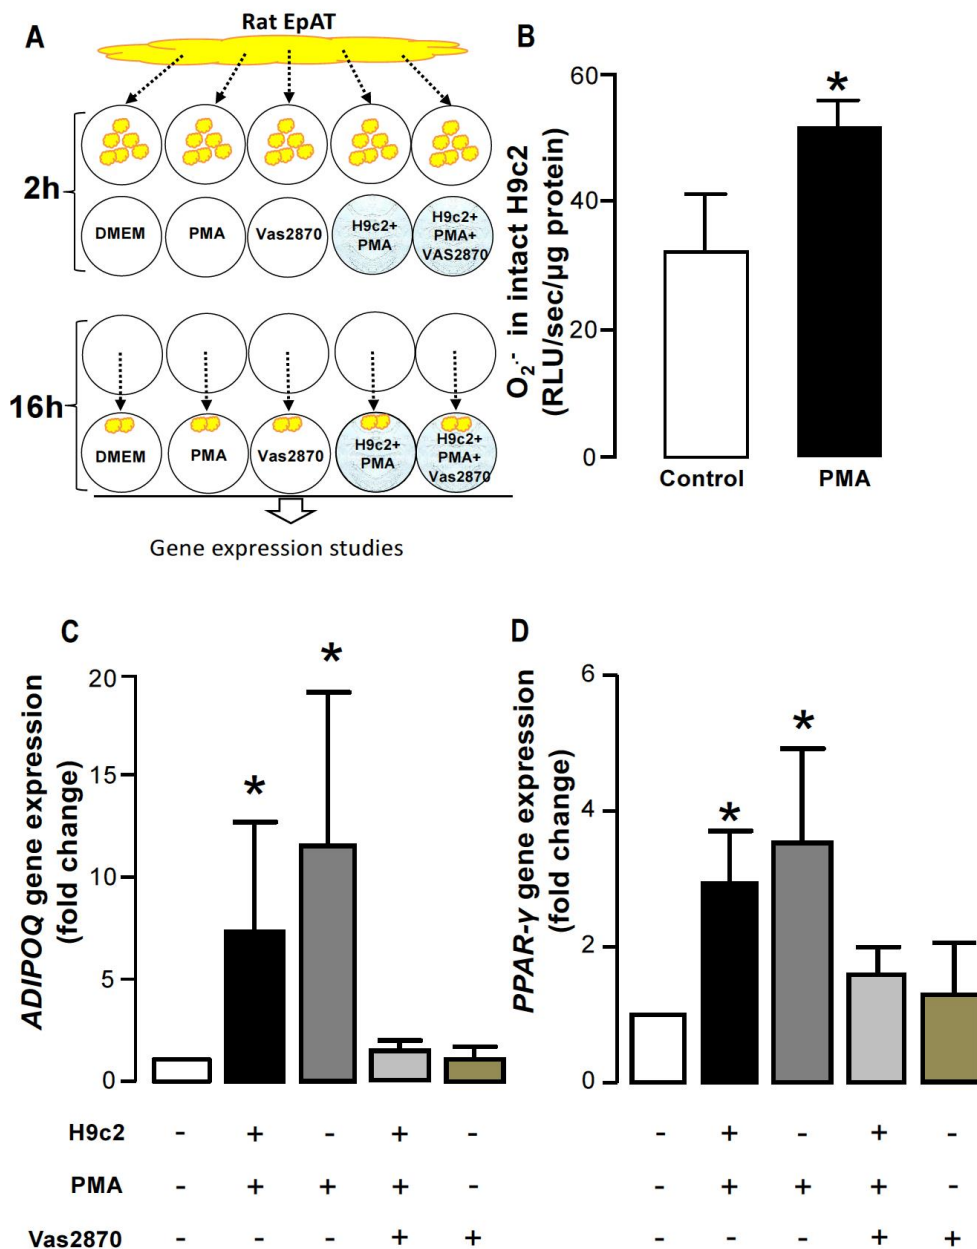 A
Rat EpAT
2h
DMEM
PMA
Vas2870
H9c2+
PMA
H9c2+
PMA+
VAS2870
16h
DMEM
PMA
Vas2870
H9c2+
PMA
H9c2+
PMA+
Vas2870
Gene expression studies
B
O₂·- in intact H9c2
(RLU/sec/µg protein)
60
40
20
0
*
Control
PMA
C
ADIPOQ gene expression
(fold change)
20
15
10
5
0
*
*
H9c2 - + - + -
PMA - + + + -
Vas2870 - - - + +
D
PPAR-γ gene expression
(fold change)
6
4
2
0
*
*
- + - + -
- + + + -
- - - + +